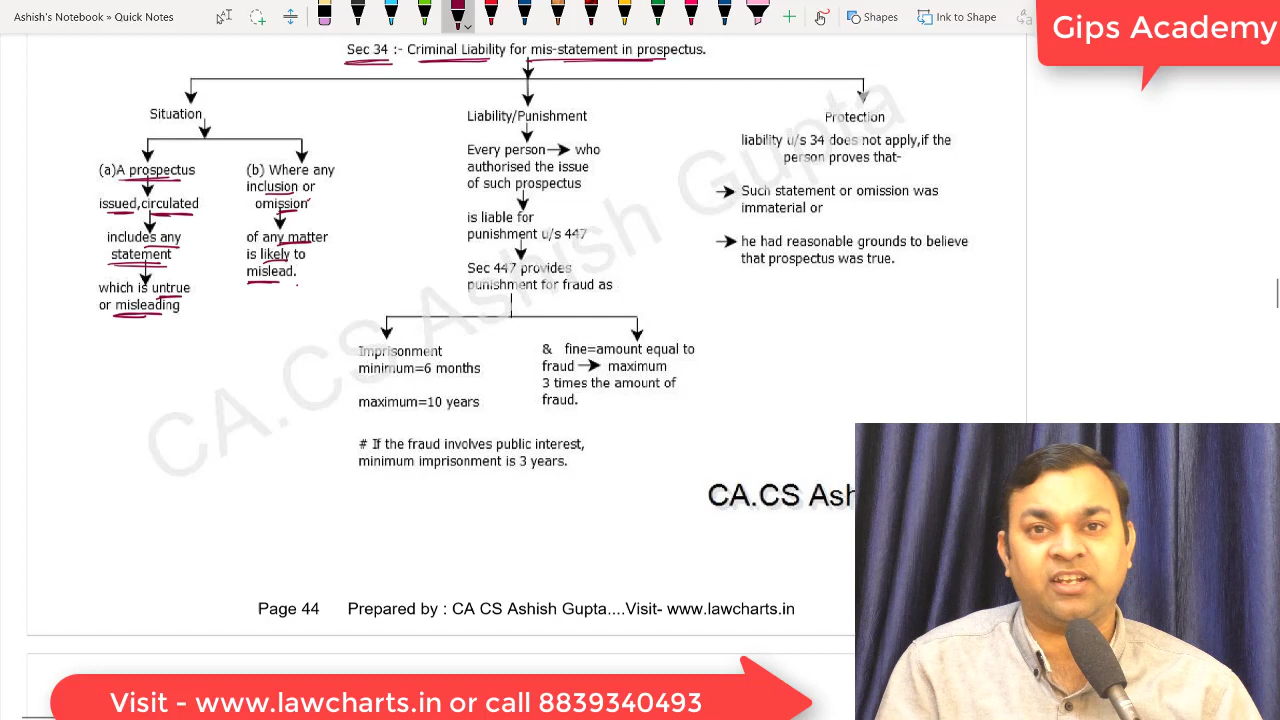 Ashish's Notebook » Quick Notes
Shapes
Ink to Shape
Gips Academy
Sec 34 :- Criminal Liability for mis-statement in prospectus.
Situation
(a)A prospectus
issued,circulated
includes any
statement
which is untrue
or misleading
(b) Where any
inclusion or
omission
of any matter
is likely to
mislead.
Liability/Punishment
Every person who
authorised the issue
of such prospectus
is liable for
punishment u/s 447
Sec 447 provides
punishment for fraud as
Imprisonment
minimum=6 months
maximum=10 years
& fine=amount equal to
fraud maximum
3 times the amount of
fraud.
# If the fraud involves public interest,
minimum imprisonment is 3 years.
Protection
liability u/s 34 does not apply,if the
person proves that-
Such statement or omission was
immaterial or
he had reasonable grounds to believe
that prospectus was true.
CA.CS Ashish Gupta
CA.CS Ash
Page 44 Prepared by : CA CS Ashish Gupta....Visit- www.lawcharts.in
Visit - www.lawcharts.in or call 8839340493